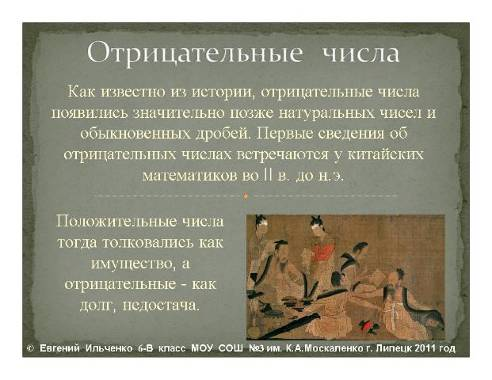 Отрицательные числа
Как известно из истории, отрицательные числа
появились значительно позже натуральных чисел и
обыкновенных дробей. Первые сведения об
отрицательных числах встречаются у китайских
математиков во II в. до н.э.
Положительные числа
тогда толковались как
имущество, а
отрицательные - как
долг, недостача.
© Евгений Ильченко 6-В класс МОУ СОШ №3 им. К.А.Москаленко г. Липецк 2011 год